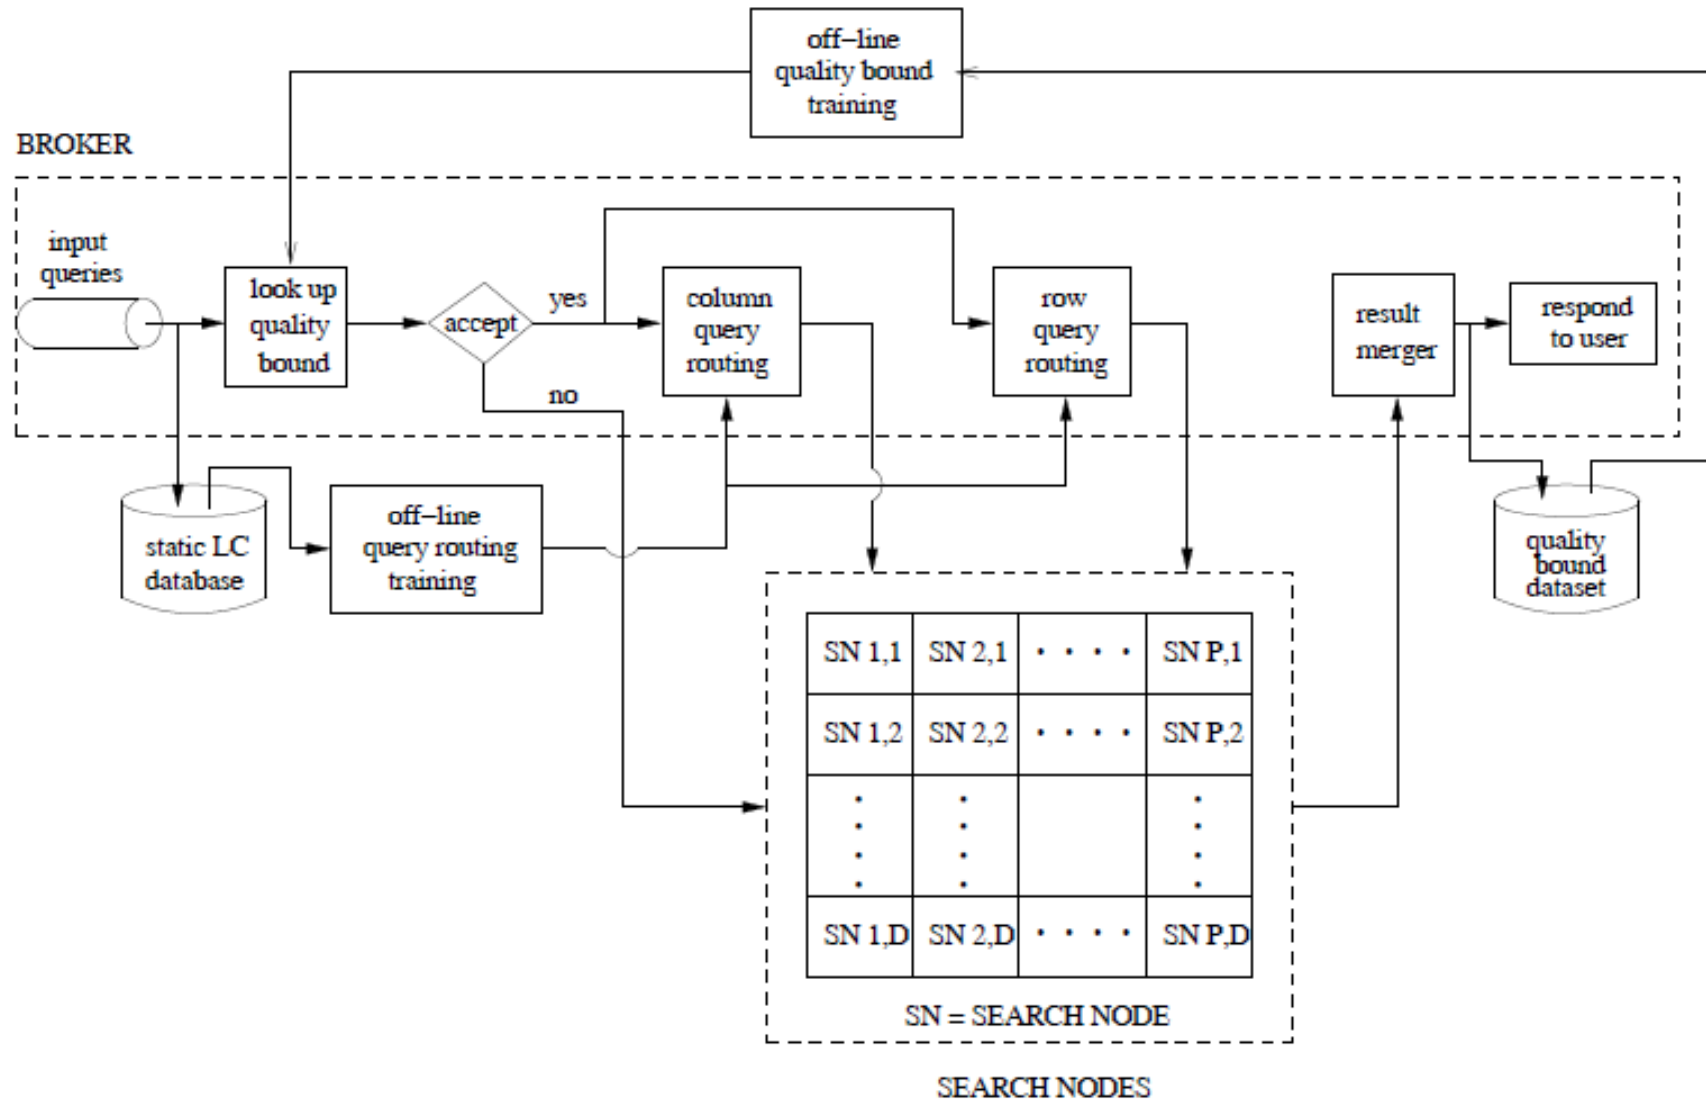 off–line
quality bound
training
BROKER
input
queries
look up
quality
bound
accept
yes
no
column
query
routing
row
query
routing
result
merger
respond
to user
static LC
database
off–line
query routing
training
quality
bound
dataset
SN 1,1 SN 2,1 · · · · SN P,1
SN 1,2 SN 2,2 · · · · SN P,2
SN 1,D SN 2,D · · · · SN P,D
SN = SEARCH NODE
SEARCH NODES